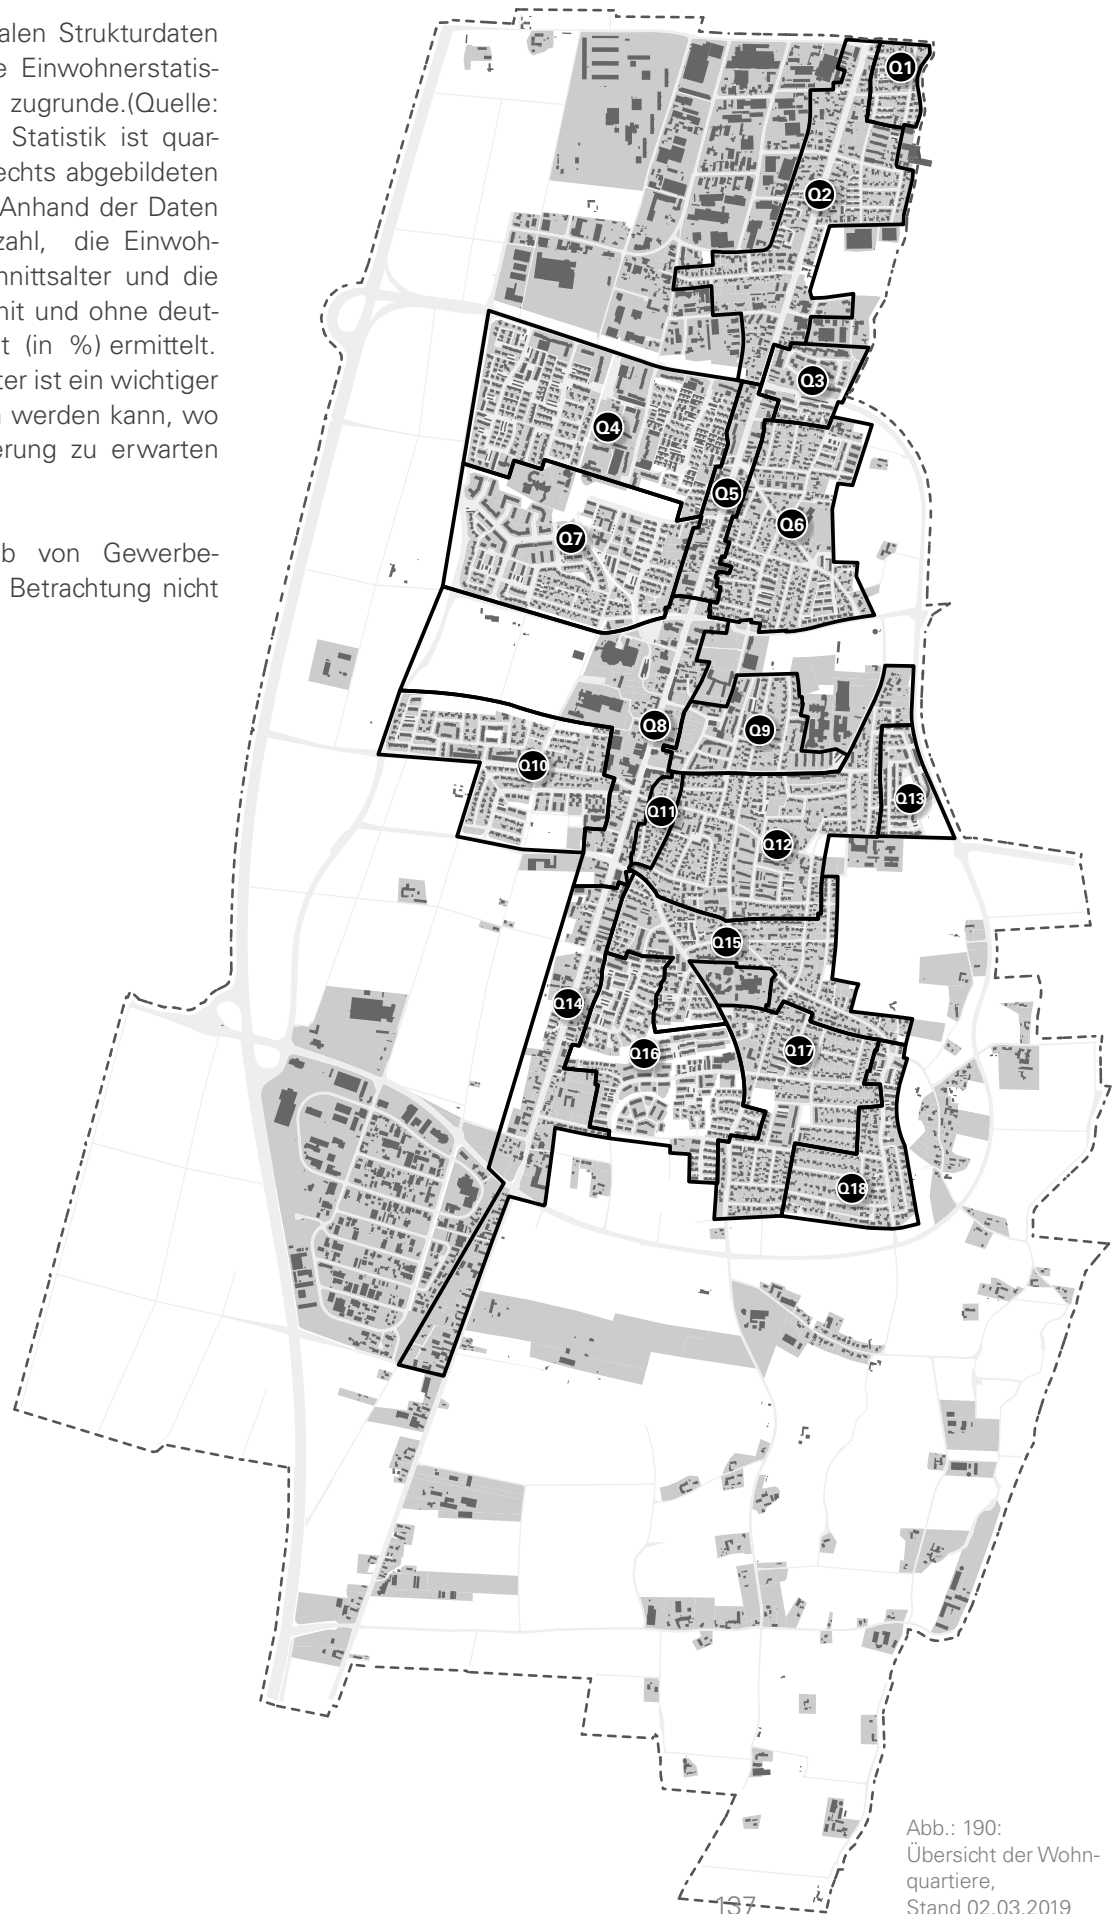 alen Strukturdaten
e Einwohnerstatis-
zugrunde.(Quelle:
Statistik ist quar-
echts abgebildeten
Anhand der Daten
zahl, die Einwoh-
hnittsalter und die
nit und ohne deut-
t (in %) ermittelt.
ter ist ein wichtiger
n werden kann, wo
erung zu erwarten
b von Gewerbe-
Betrachtung nicht
Q1
Q2
Q3
Q4
Q5
Q6
Q7
Q8
Q9
Q10
Q11
Q12
Q13
Q14
Q15
Q16
Q17
Q18
Abb.: 190:
Übersicht der Wohn-
quartiere,
Stand 02.03.2019
137